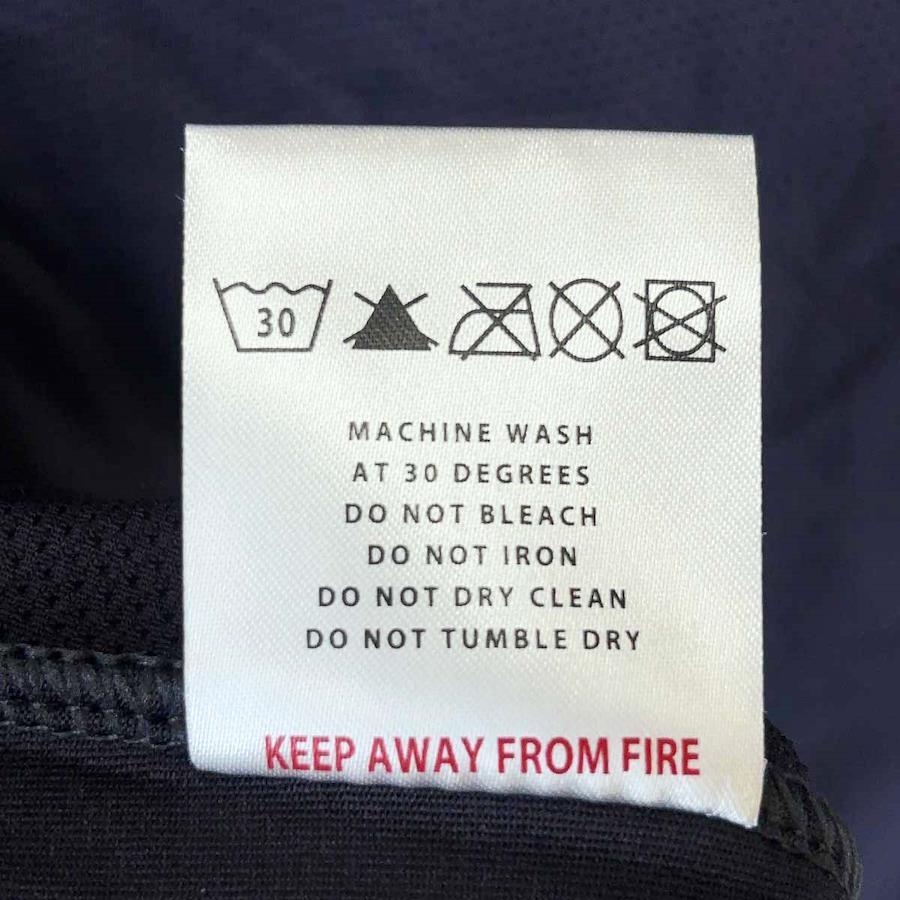 30
MACHINE WASH
AT 30 DEGREES
DO NOT BLEACH
DO NOT IRON
DO NOT DRY CLEAN
DO NOT TUMBLE DRY
KEEP AWAY FROM FIRE